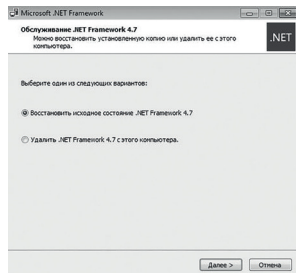 Microsoft .NET Framework
Обслуживание .NET Framework 4.7
Можно восстановить установленную копию или удалить ее с этого
компьютера.
.NET
Выберите один из следующих вариантов:
Восстановить исходное состояние .NET Framework 4.7
Удалить .NET Framework 4.7 с этого компьютера.
Далее >
Отмена